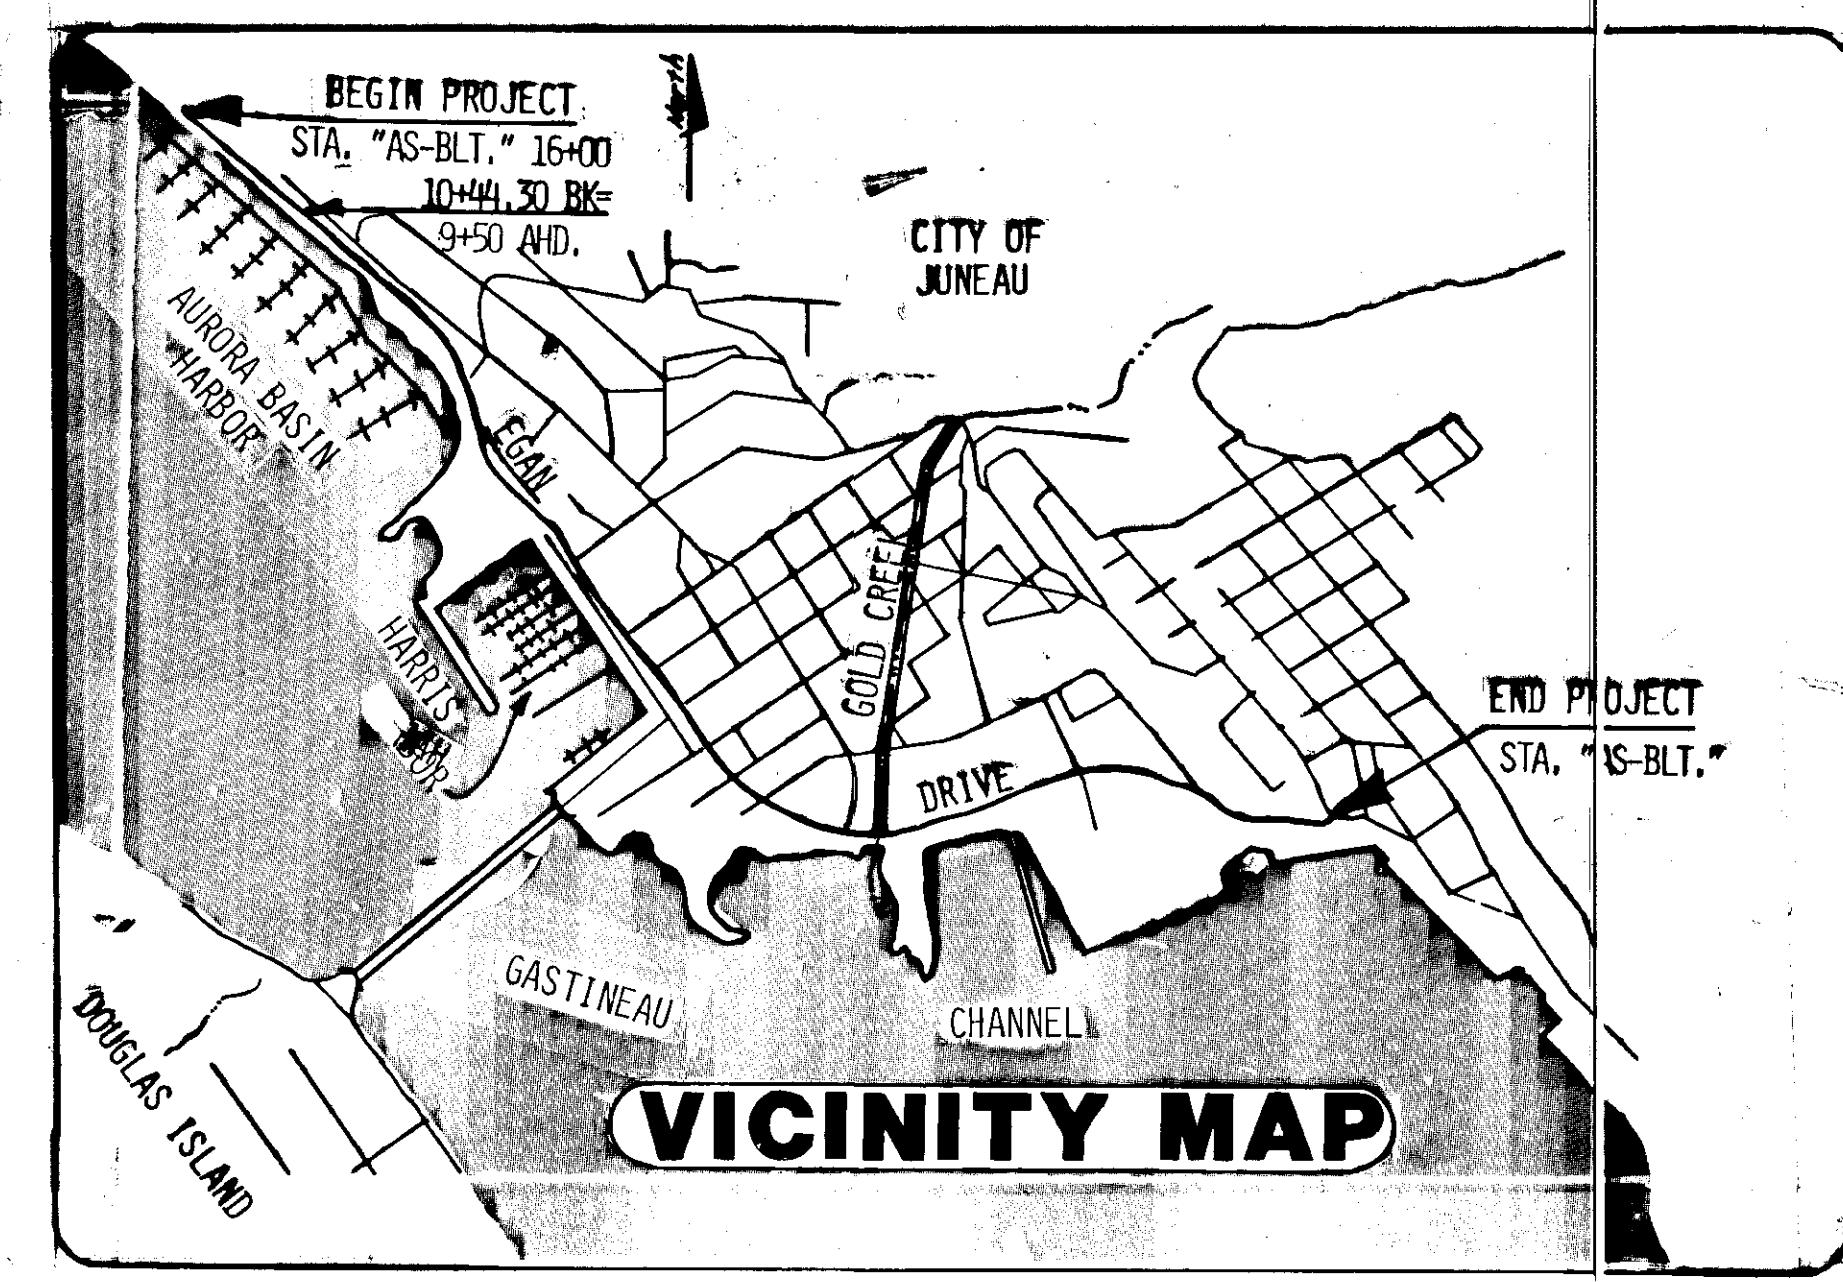 BEGIN PROJECT
STA. "AS-BLT." 16+00
10+44.30 BK=
9+50 AHD.
North
CITY OF
JUNEAU
AURORA BASIN
HARBOR
EGAN
GOLD CREEK
HARRIS
DRIVE
END PROJECT
STA. "AS-BLT."
GASTINEAU
CHANNEL
DOUGLAS ISLAND
VICINITY MAP